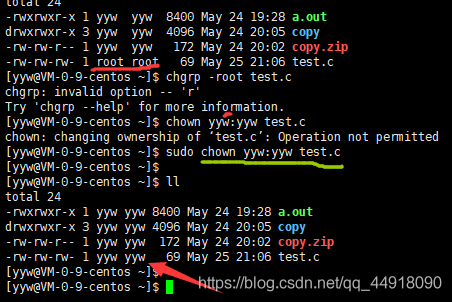 total 24
-rwxrwxr-x 1 yyw  yyw  8400 May 24 19:28 a.out
drwxrwxr-x 3 yyw  yyw  4096 May 24 20:05 copy
-rw-rw-r-- 1 yyw  yyw   172 May 24 20:02 copy.zip
-rw-rw-rw- 1 root root   69 May 25 21:06 test.c
[yyw@VM-0-9-centos ~]$ chgrp -root test.c
chgrp: invalid option -- 'r'
Try 'chgrp --help' for more information.
[yyw@VM-0-9-centos ~]$ chown yyw:yyw test.c
chown: changing ownership of ‘test.c’: Operation not permitted
[yyw@VM-0-9-centos ~]$ sudo chown yyw:yyw test.c
[yyw@VM-0-9-centos ~]$
[yyw@VM-0-9-centos ~]$ ll
total 24
-rwxrwxr-x 1 yyw yyw 8400 May 24 19:28 a.out
drwxrwxr-x 3 yyw yyw 4096 May 24 20:05 copy
-rw-rw-r-- 1 yyw yyw  172 May 24 20:02 copy.zip
-rw-rw-rw- 1 yyw yyw   69 May 25 21:06 test.c
[yyw@VM-0-9-centos ~]$
[yyw@VM-0-9-centos ~]$
https://blog.csdn.net/qq_44918090